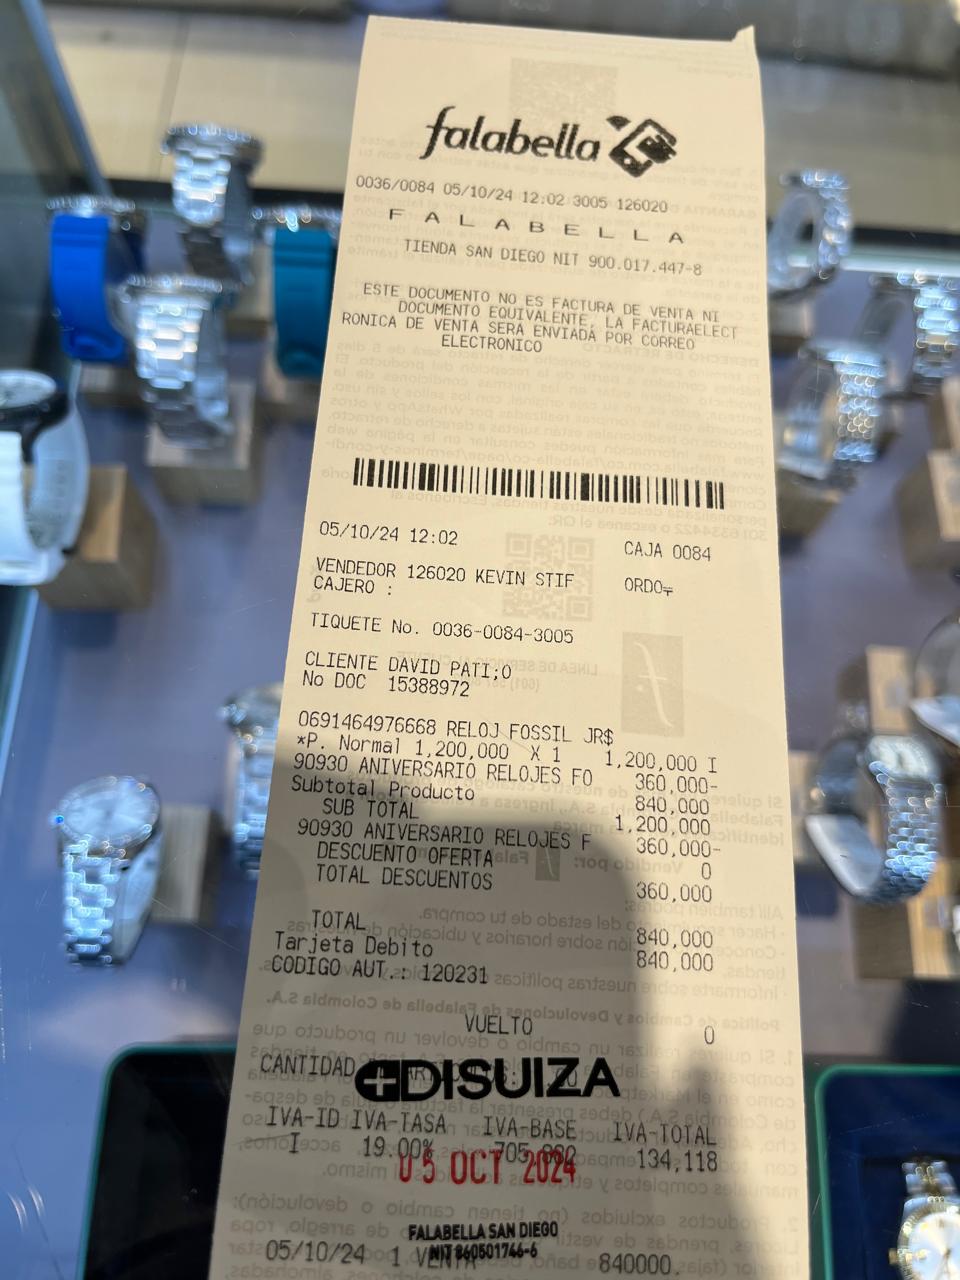 falabella
0036/0084 05/10/24 12:02 3005 126020
F A L A B E L L A
TIENDA SAN DIEGO NIT 900.017.447-8
ESTE DOCUMENTO NO ES FACTURA DE VENTA NI
DOCUMENTO EQUIVALENTE, LA FACTURAELECT
RONICA DE VENTA SERA ENVIADA POR CORREO
ELECTRONICO
05/10/24 12:02 CAJA 0084
VENDEDOR 126020 KEVIN STIF ORDO
CAJERO :
TIQUETE No. 0036-0084-3005
CLIENTE DAVID PATI;O
No DOC 15388972
0691464976668 RELOJ FOSSIL JR$
*P. Normal 1,200,000 X 1 1,200,000 I
90930 ANIVERSARIO RELOJES FO 360,000-
Subtotal Producto 840,000
SUB TOTAL 1,200,000
90930 ANIVERSARIO RELOJES F 360,000-
DESCUENTO OFERTA 0
TOTAL DESCUENTOS 360,000
TOTAL 840,000
Tarjeta Debito 840,000
CODIGO AUT.: 120231
VUELTO 0
CANTIDAD
DISUIZA
IVA-ID IVA-TASA IVA-BASE IVA-TOTAL
I 19.00% 705,882 134,118
05 OCT 2024
FALABELLA SAN DIEGO
NIT 860501746-6
05/10/24 1 VENTA 840000.